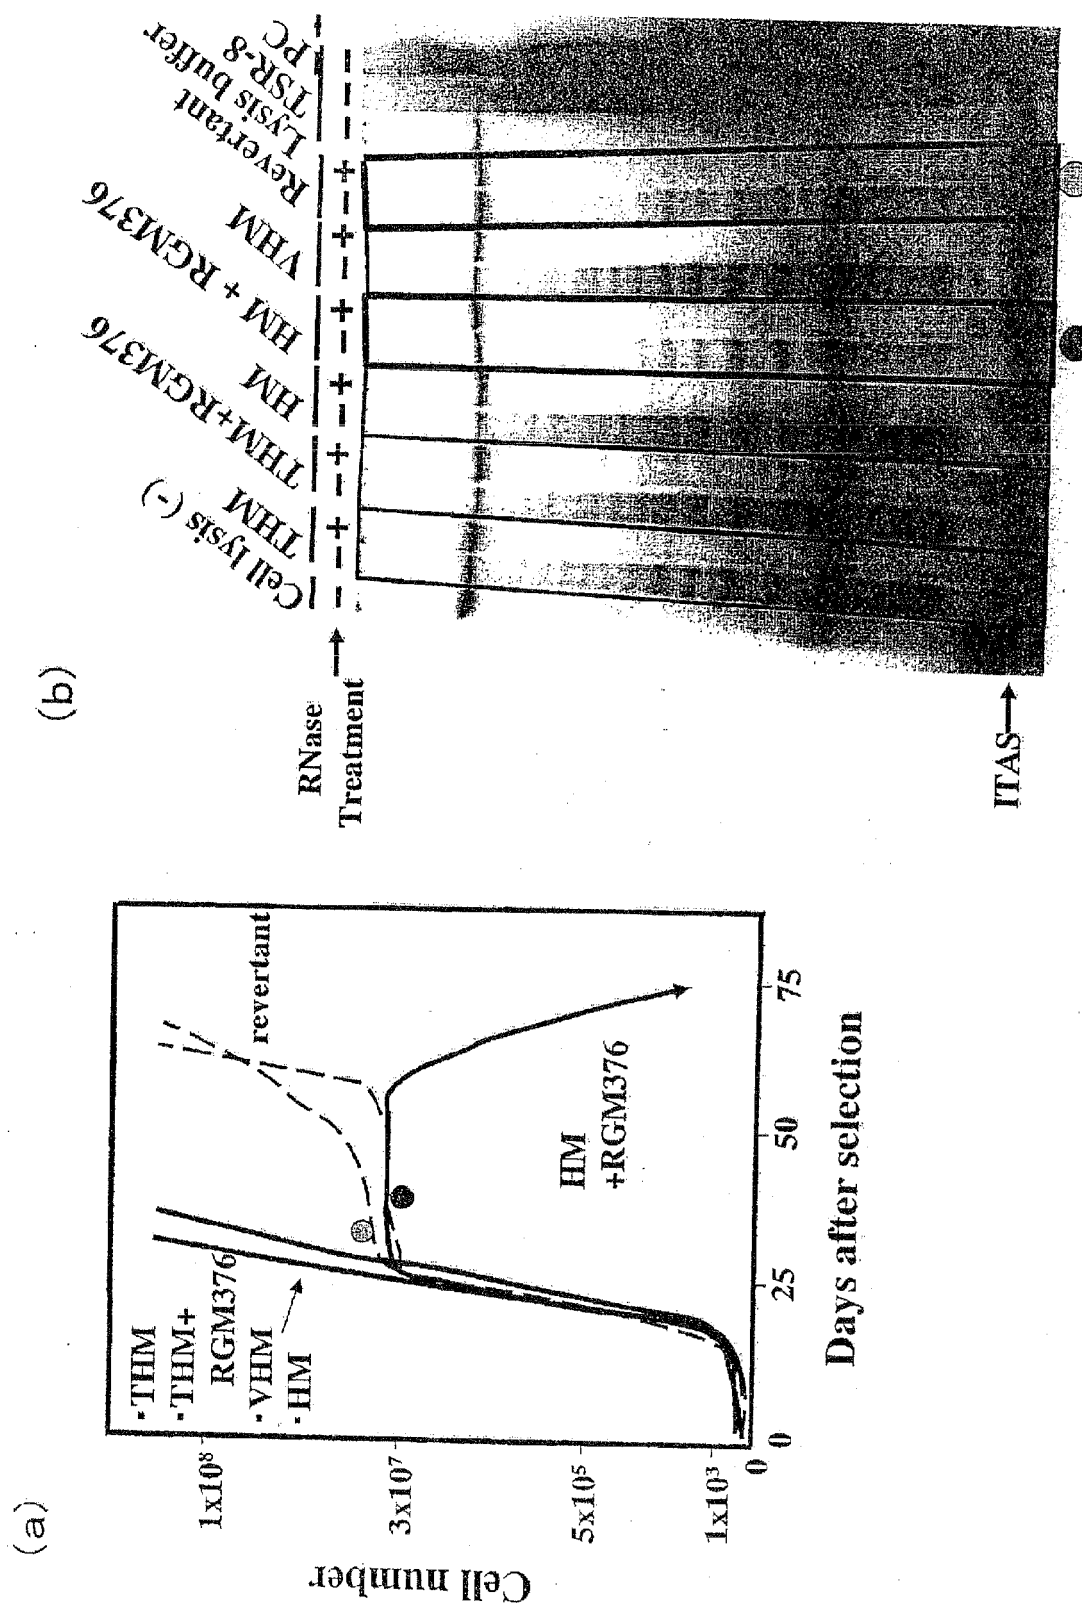 (a)
Cell number
1x10⁸
3x10⁷
5x10⁵
1x10³
0
· THM
· THM+
RGM376
· VHM
· HM
revertant
HM
+RGM376
0
25
50
75
Days after selection
(b)
Cell lysis (-)
THM
THM+RGM376
HM
HM + RGM376
VHM
Revertant
Lysis buffer
TSR-8
PC
RNase
Treatment
- - + - + - + - + - + - + - - -
ITAS